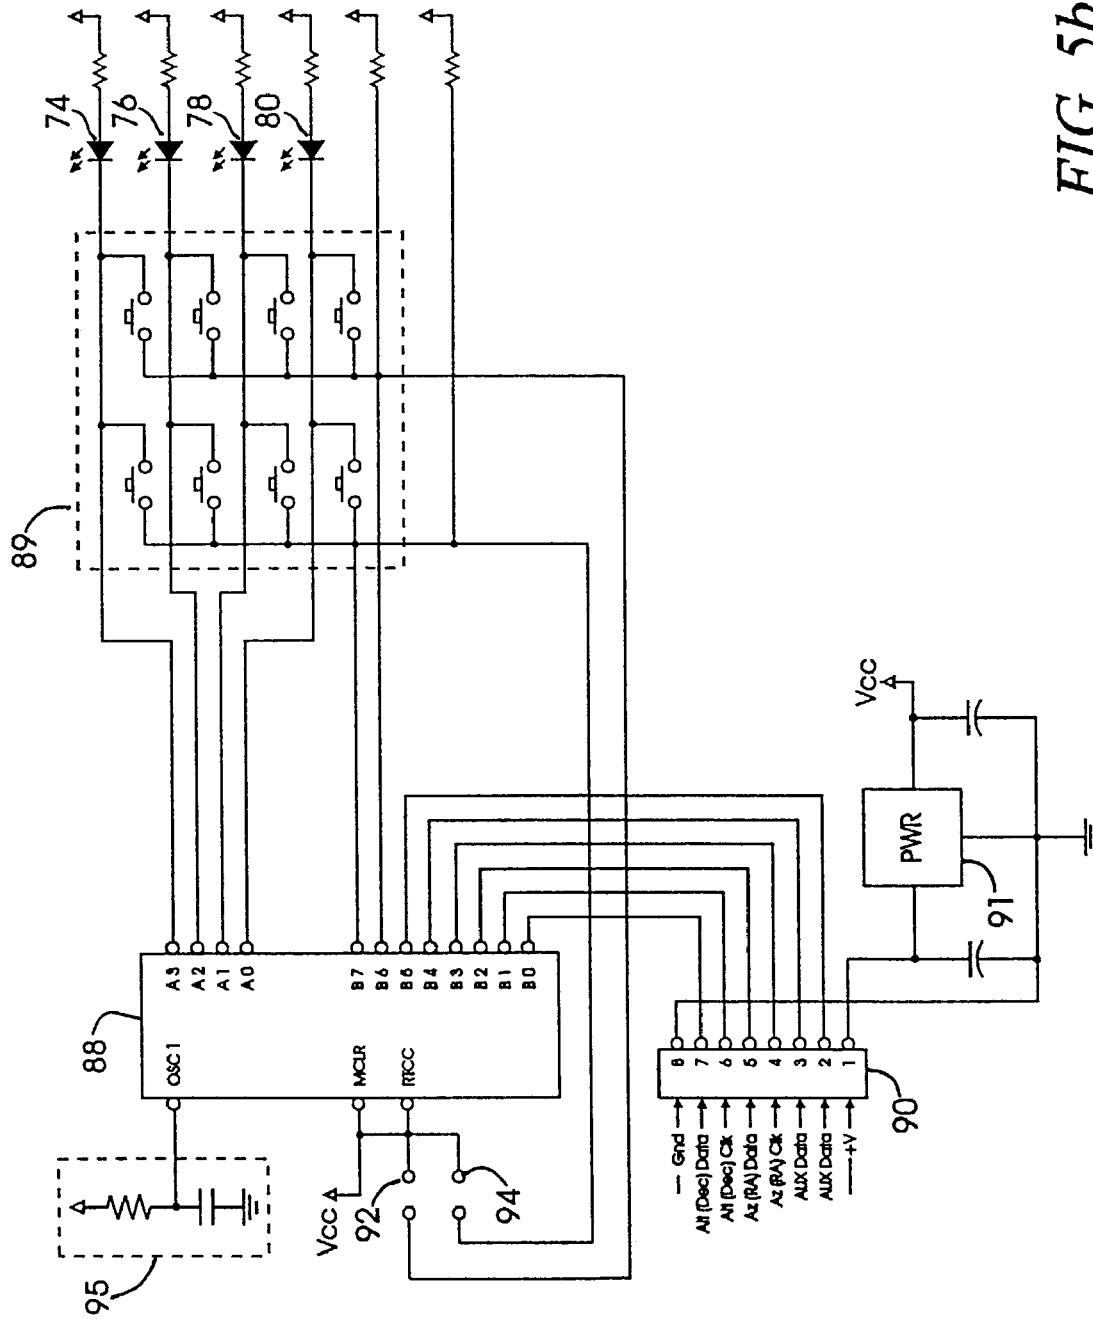 74
76
78
80
89
88
OSC 1
A3
A2
A1
A0
MCLR
RTCC
B7
B6
B5
B4
B3
B2
B1
B0
95
Vcc
92
94
8
7
6
5
4
3
2
1
Gnd
Alt (Dec) Data
Alt (Dec) Clk
Az (RA) Data
Az (RA) Clk
AUX Data
AUX Data
+V
90
Vcc
PWR
91
FIG. 5b